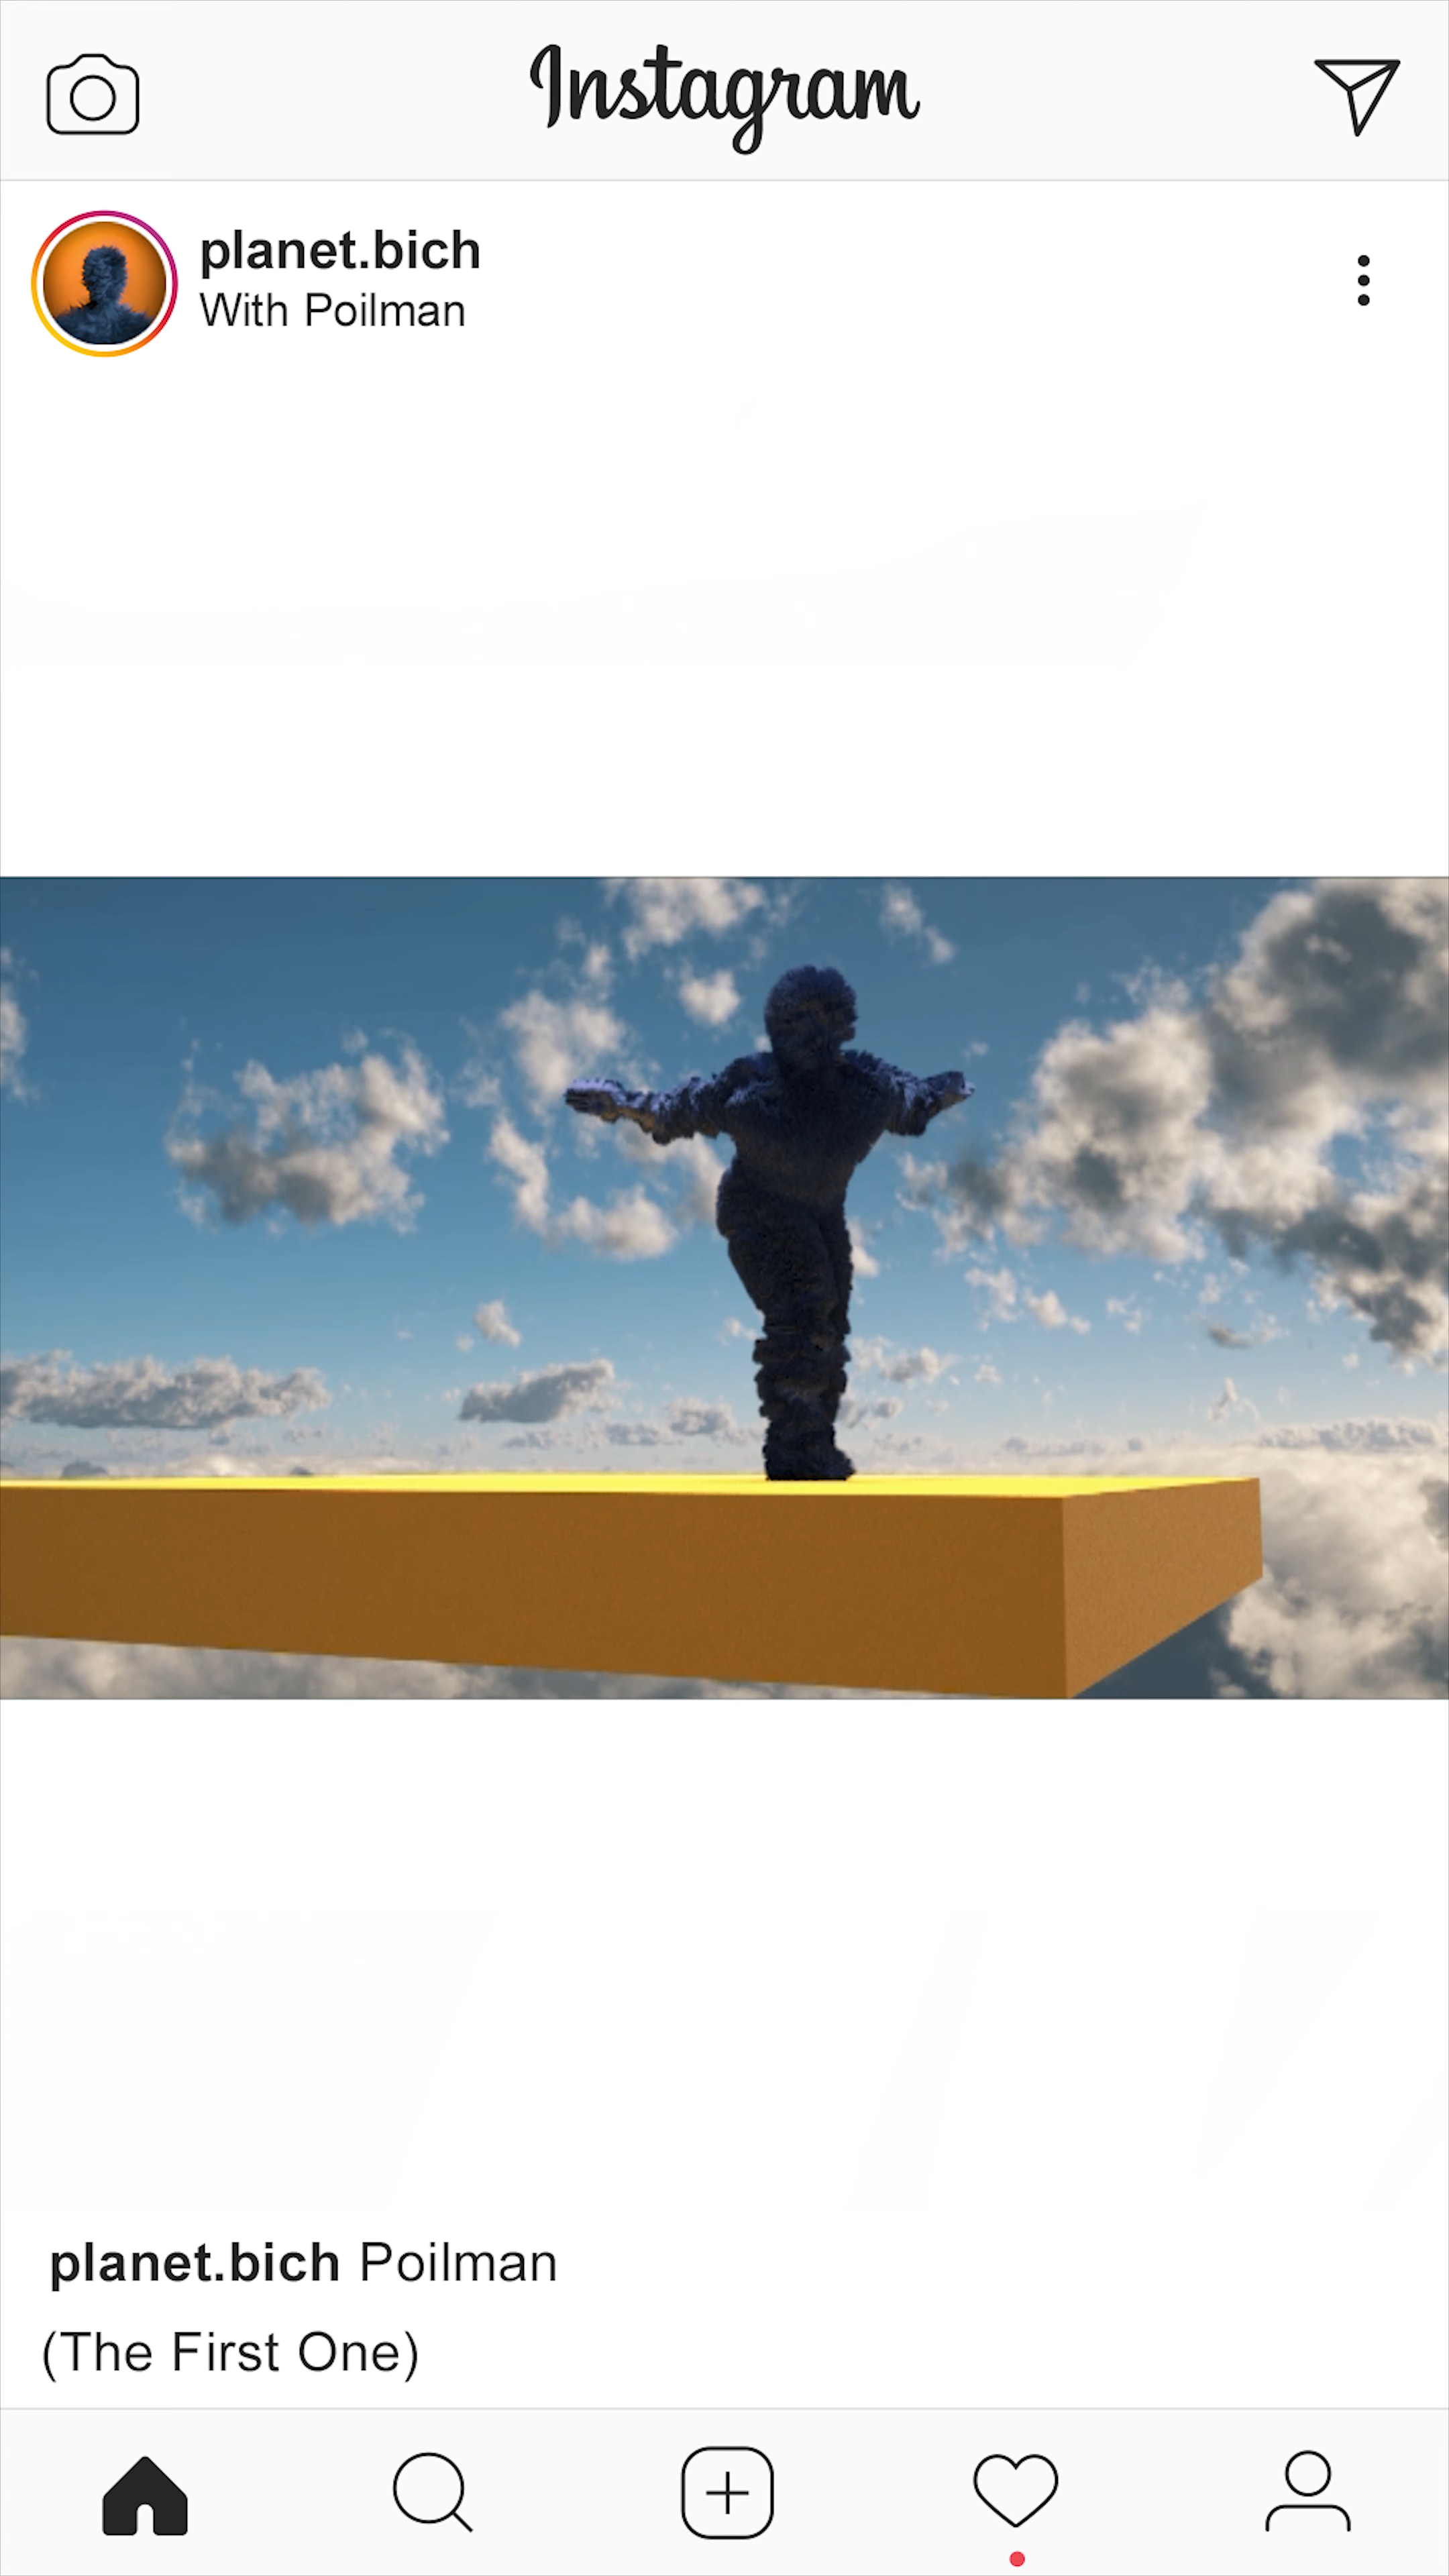 Instagram
planet.bich
With Poilman
planet.bich Poilman
(The First One)